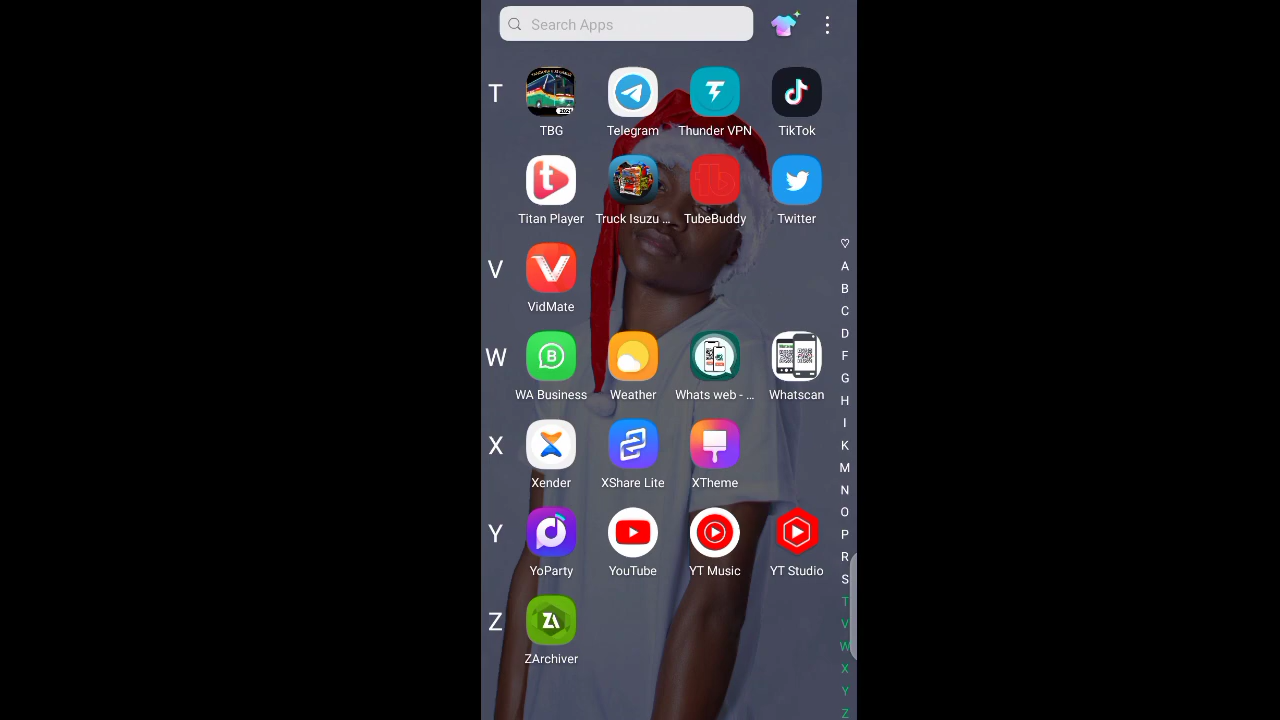 Search Apps
T
TBG
Telegram
Thunder VPN
TikTok
Titan Player
Truck Isuzu ...
TubeBuddy
Twitter
V
VidMate
W
WA Business
Weather
Whats web - ...
Whatscan
X
Xender
XShare Lite
XTheme
Y
YoParty
YouTube
YT Music
YT Studio
Z
ZArchiver
A
B
C
D
F
G
H
I
K
M
N
O
P
R
S
T
V
W
X
Y
Z